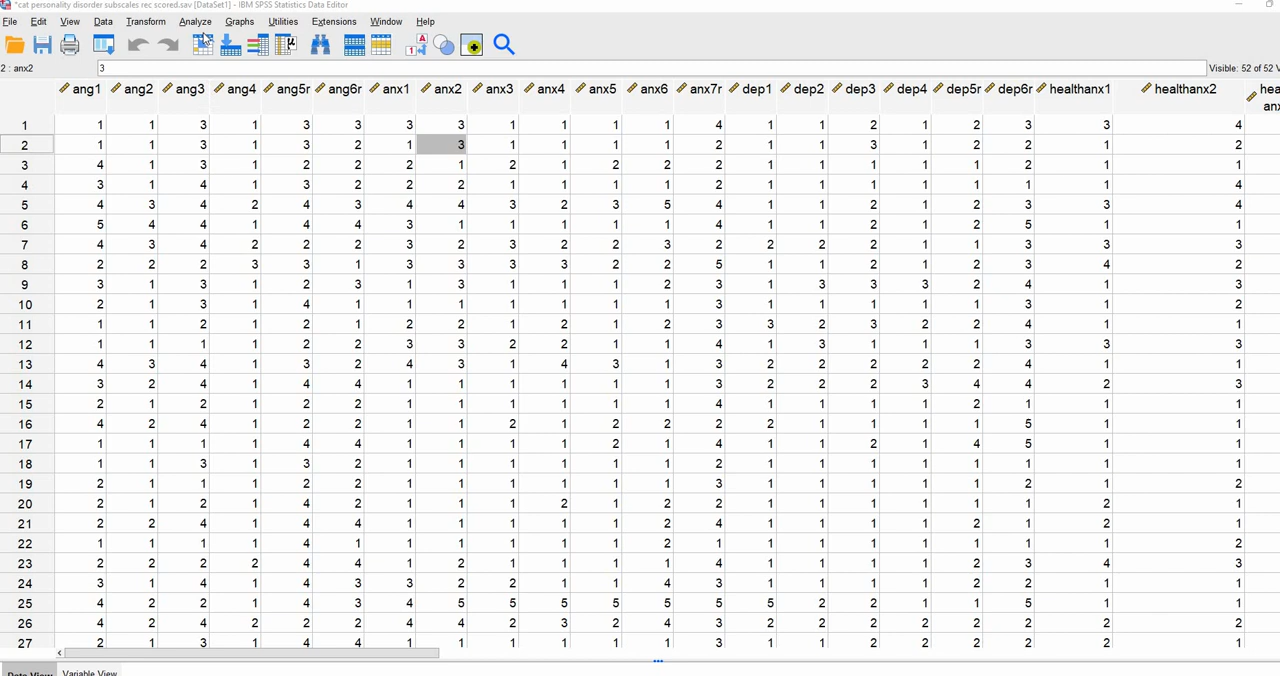 *cat personality disorder subscales rec scored.sav [DataSet1] - IBM SPSS Statistics Data Editor
File Edit View Data Transform Analyze Graphs Utilities Extensions Window Help
2 : anx2 3 Visible: 52 of 52 V
ang1 ang2 ang3 ang4 ang5r ang6r anx1 anx2 anx3 anx4 anx5 anx6 anx7r dep1 dep2 dep3 dep4 dep5r dep6r healthanx1 healthanx2 hea
anx
1 1 1 3 1 3 3 3 3 1 1 1 1 4 1 1 2 1 2 3 3 4
2 1 1 3 1 3 2 1 3 1 1 1 1 2 1 1 3 1 2 2 1 2
3 4 1 3 1 2 2 2 1 2 1 2 2 2 1 1 1 1 1 2 1 1
4 3 1 4 1 3 2 2 2 1 1 1 1 2 1 1 1 1 1 1 1 4
5 4 3 4 2 4 3 4 4 3 2 3 5 4 1 1 2 1 2 3 3 4
6 5 4 4 1 4 4 3 1 1 1 1 1 4 1 1 2 1 2 5 1 1
7 4 3 4 2 2 2 3 2 3 2 2 3 2 2 2 2 1 1 3 3 3
8 2 2 2 3 3 1 3 3 3 3 2 2 5 1 1 2 1 2 3 4 2
9 3 1 3 1 2 3 1 3 1 1 1 2 3 1 3 3 3 2 4 1 3
10 2 1 3 1 4 1 1 1 1 1 1 1 3 1 1 1 1 1 3 1 2
11 1 1 2 1 2 1 2 2 1 2 1 2 3 3 2 3 2 2 4 1 1
12 1 1 1 1 2 2 3 3 2 2 1 1 4 1 3 1 1 1 3 3 3
13 4 3 4 1 3 2 4 3 1 4 3 1 3 2 2 2 2 2 4 1 1
14 3 2 4 1 4 4 1 1 1 1 1 1 3 2 2 2 3 4 4 2 3
15 2 1 2 1 2 2 1 1 1 1 1 1 4 1 1 1 1 2 1 1 1
16 4 2 4 1 2 2 1 1 2 1 2 2 2 2 1 1 1 1 5 1 1
17 1 1 1 1 4 4 1 1 1 1 2 1 4 1 1 2 1 4 5 1 1
18 1 1 3 1 3 2 1 1 1 1 1 1 2 1 1 1 1 1 1 1 1
19 2 1 1 1 2 2 1 1 1 1 1 1 3 1 1 1 1 1 2 1 2
20 2 1 2 1 4 2 1 1 1 2 1 2 2 1 1 1 1 1 1 2 1
21 2 2 4 1 4 4 1 1 1 1 1 2 4 1 1 1 1 2 1 2 1
22 1 1 1 1 4 1 1 1 1 1 1 2 1 1 1 1 1 1 1 1 2
23 2 2 2 2 4 4 1 2 1 1 1 1 4 1 1 1 1 2 3 4 3
24 3 1 4 1 4 3 3 2 2 1 1 4 3 1 1 1 1 2 2 1 1
25 4 2 2 1 4 3 4 5 5 5 5 5 5 5 2 2 1 1 5 1 1
26 4 2 4 2 2 2 4 4 2 3 2 4 3 2 2 2 2 2 2 2 2
27 2 1 3 1 4 4 1 1 1 1 1 1 3 1 1 2 2 2 2 2 1
Data View Variable View